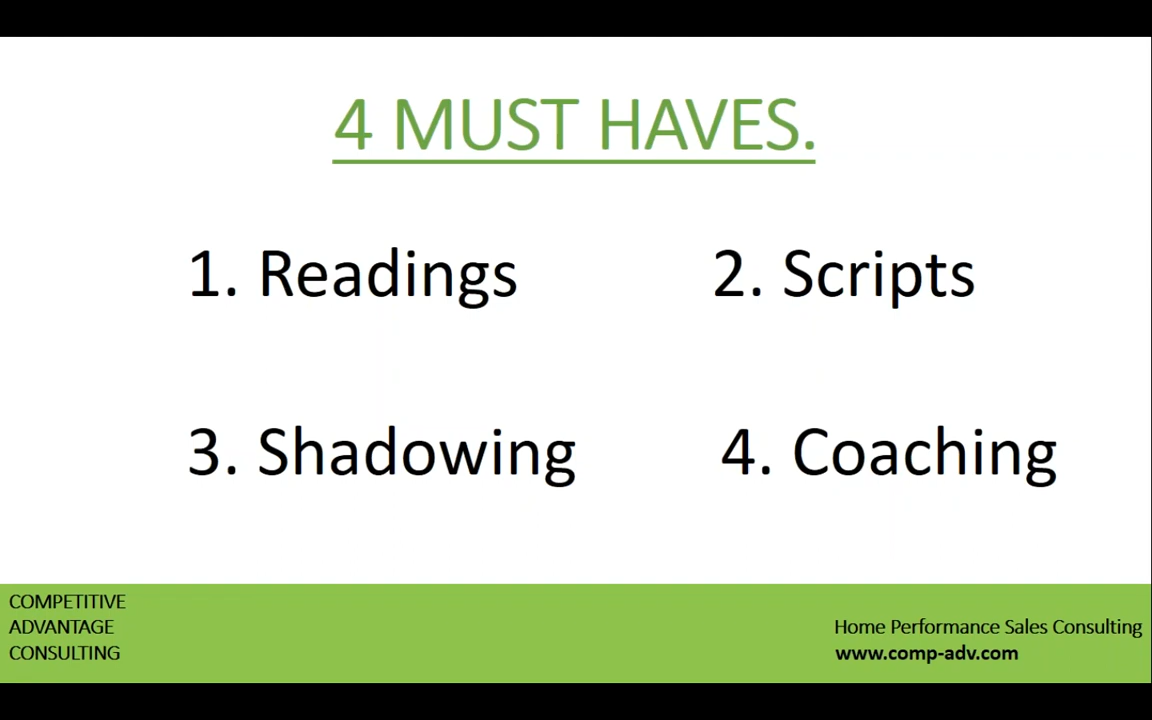 4 MUST HAVES.
1. Readings
2. Scripts
3. Shadowing
4. Coaching
COMPETITIVE
ADVANTAGE
CONSULTING
Home Performance Sales Consulting
www.comp-adv.com